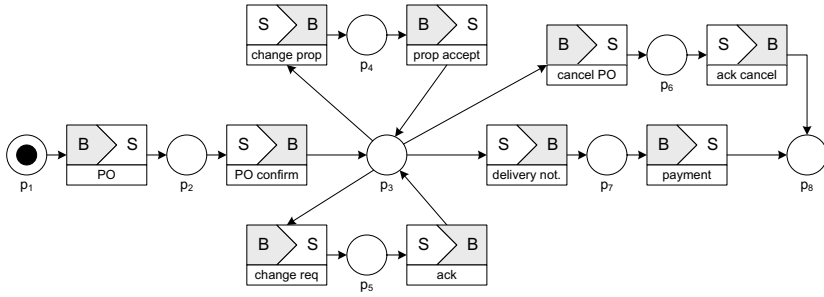 S B
change prop
p4
B S
prop accept
B S
cancel PO
p6
S B
ack cancel
p1
B S
PO
p2
S B
PO confirm
p3
S B
delivery not.
p7
B S
payment
p8
B S
change req
p5
S B
ack